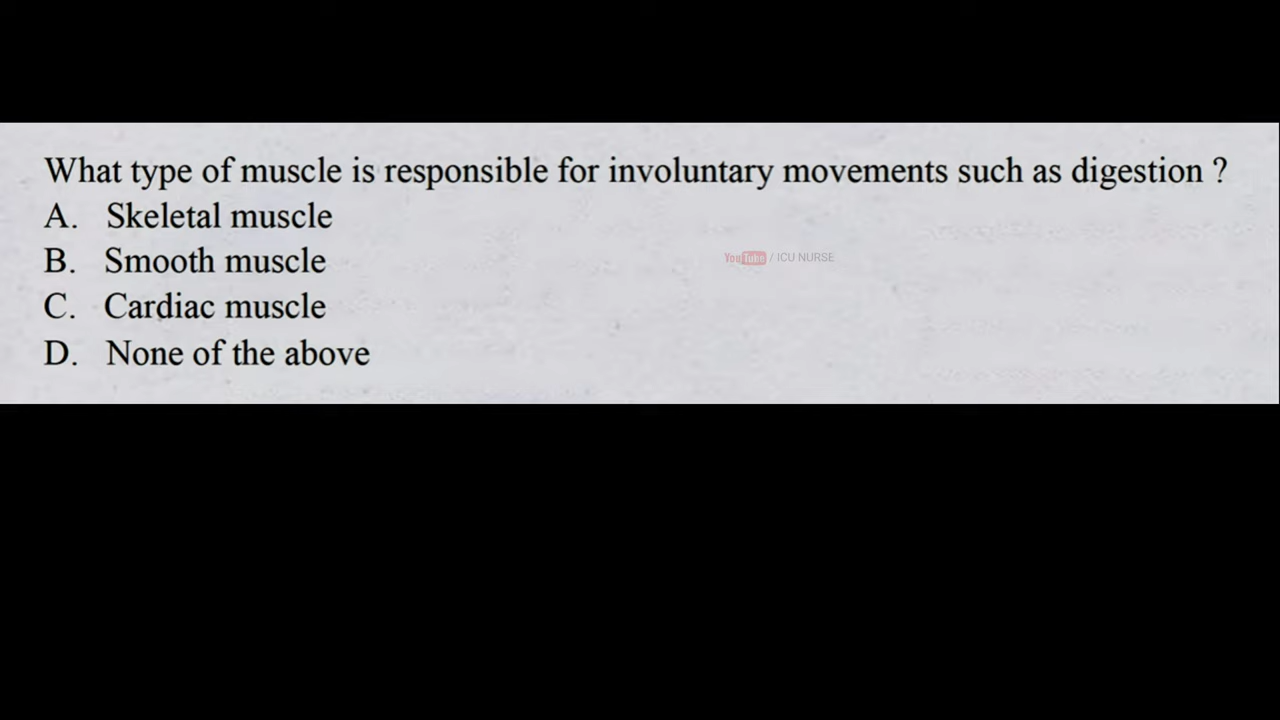 What type of muscle is responsible for involuntary movements such as digestion ?
A. Skeletal muscle
B. Smooth muscle
YouTube / ICU NURSE
C. Cardiac muscle
D. None of the above